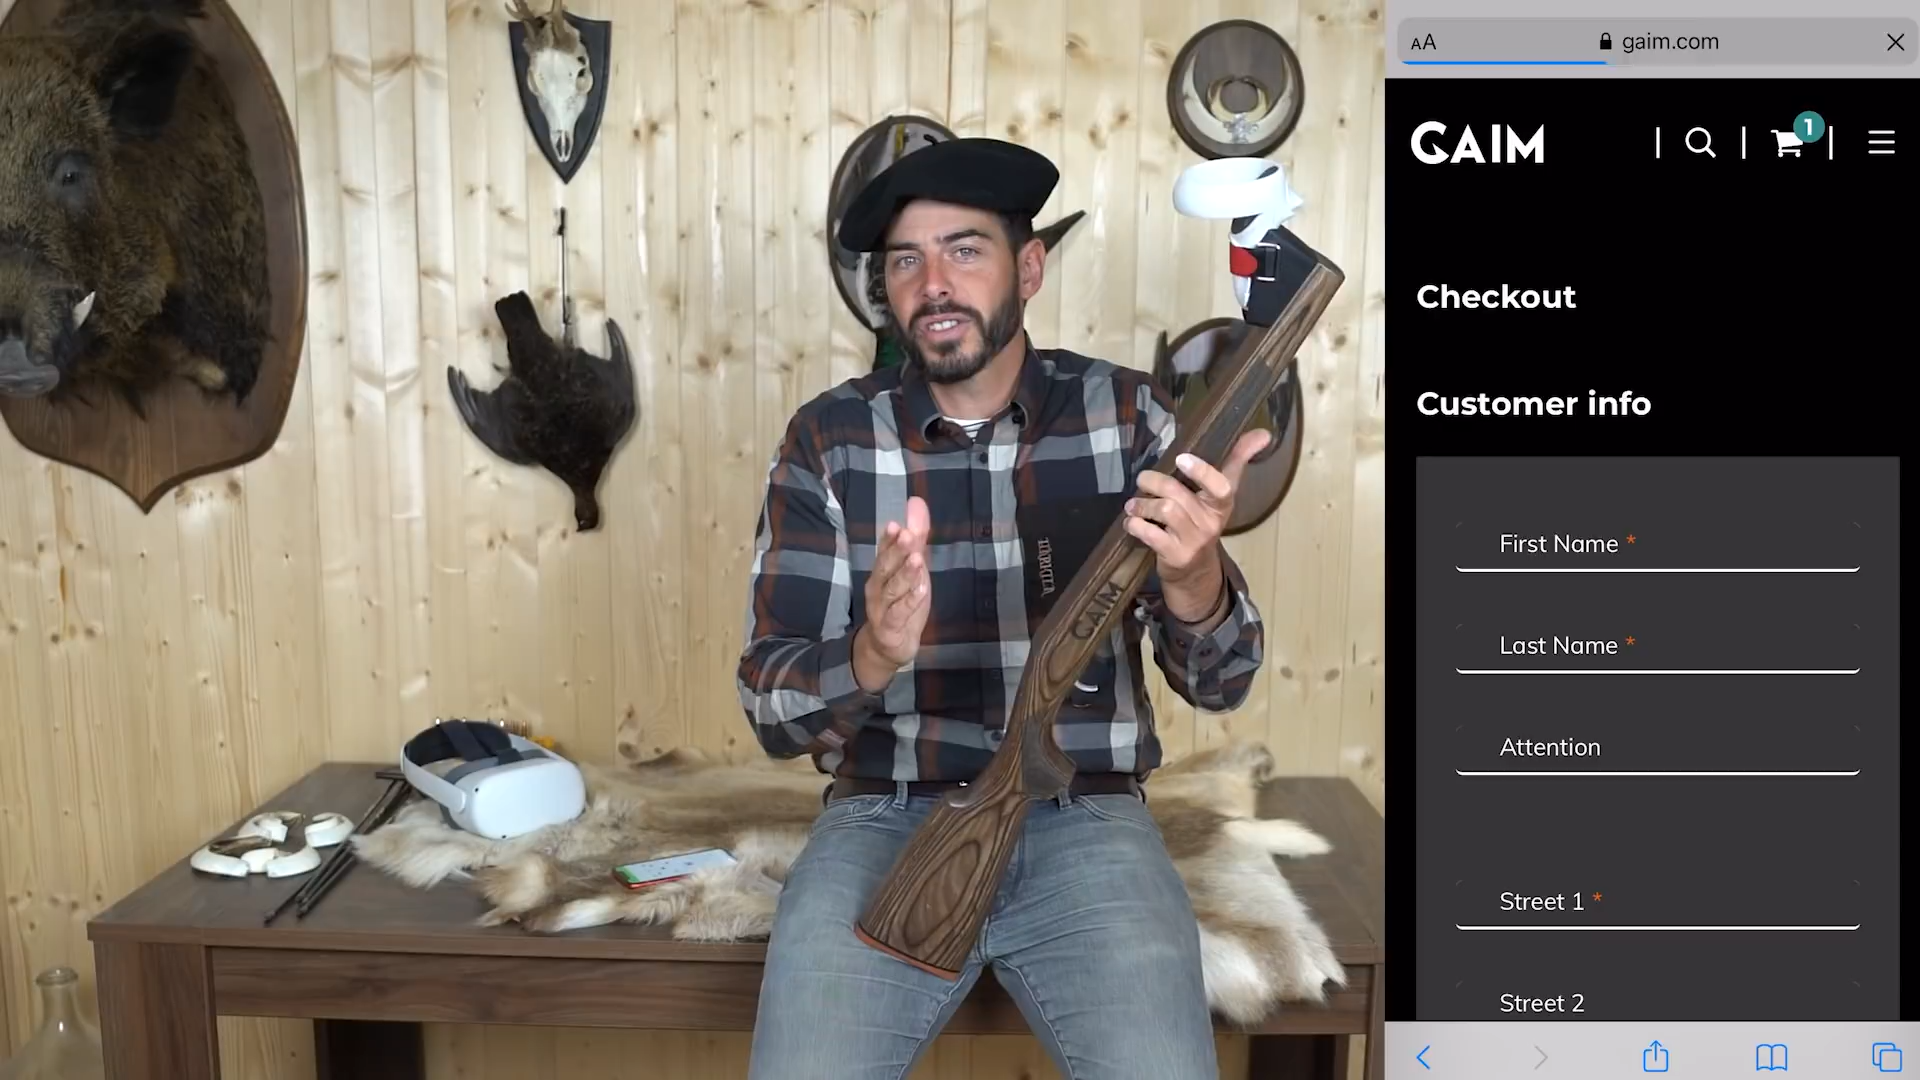 AA
gaim.com
GAIM
1
Checkout
Customer info
First Name *
Last Name *
Attention
Street 1 *
Street 2
GAIM